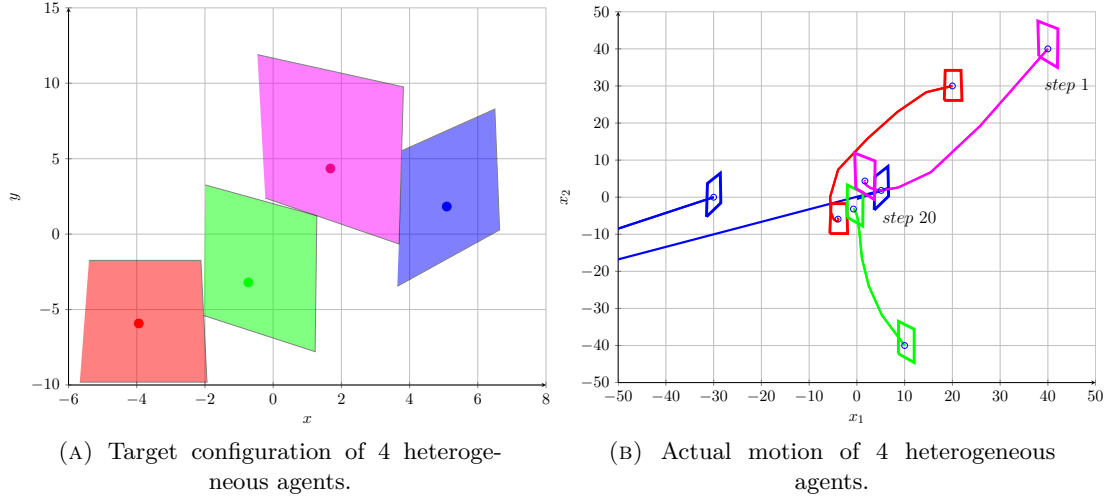 15
10
5
0
−5
−10
y
−6 −4 −2 0 2 4 6 8
x
(A) Target configuration of 4 heteroge-
neous agents.
50
40
30
20
10
0
−10
−20
−30
−40
−50
x2
step 1
step 20
−50 −40 −30 −20 −10 0 10 20 30 40 50
x1
(B) Actual motion of 4 heterogeneous
agents.